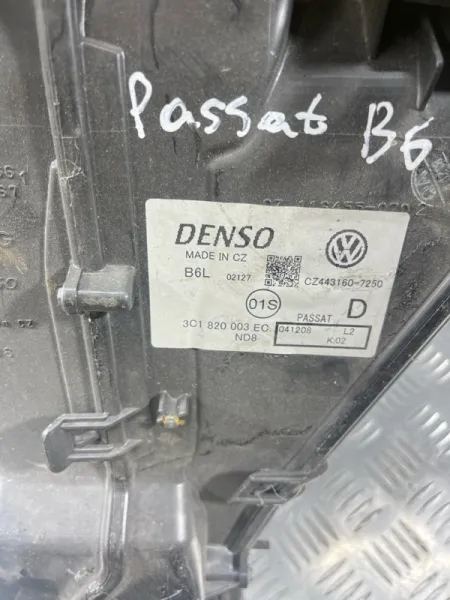 Passat B6
DENSO
MADE IN CZ
B6L 02127
CZ443160-7250
01S
PASSAT D
3C1 820 003 EQ
ND8
041208 L2
K:02